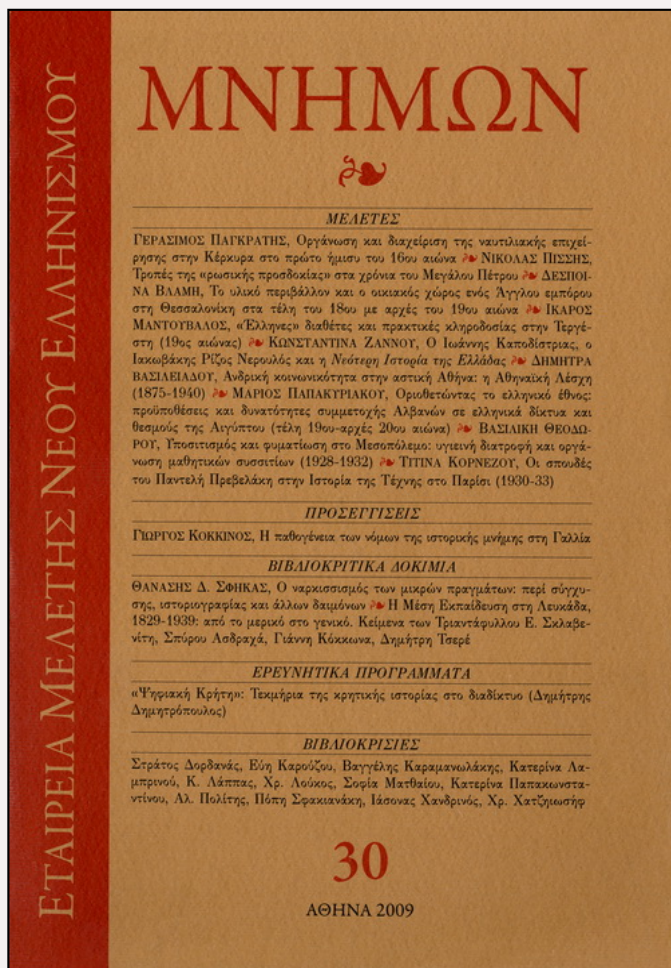 ΕΤΑΙΡΕΙΑ ΜΕΛΕΤΗΣ ΝΕΟΥ ΕΛΛΗΝΙΣΜΟΥ
ΜΝΗΜΩΝ
ΜΕΛΕΤΕΣ
ΓΕΡΑΣΙΜΟΣ ΠΑΓΚΡΑΤΗΣ, Οργάνωση και διαχείριση της ναυτιλιακής επιχεί-
ρησης στην Κέρκυρα στο πρώτο ήμισυ του 16ου αιώνα ❧ ΝΙΚΟΛΑΣ ΠΙΣΣΗΣ,
Τροπές της «ρωσικής προσδοκίας» στα χρόνια του Μεγάλου Πέτρου ❧ ΔΕΣΠΟΙ-
ΝΑ ΒΛΑΜΗ, Το υλικό περιβάλλον και ο οικιακός χώρος ενός Άγγλου εμπόρου
στη Θεσσαλονίκη στα τέλη του 18ου με αρχές του 19ου αιώνα ❧ ΙΚΑΡΟΣ
ΜΑΝΤΟΥΒΑΛΟΣ, «Έλληνες» διαθέτες και πρακτικές κληροδοσίας στην Τεργέ-
στη (19ος αιώνας) ❧ ΚΩΝΣΤΑΝΤΙΝΑ ΖΑΝΝΟΥ, Ο Ιωάννης Καποδίστριας, ο
Ιακωβάκης Ρίζος Νερουλός και η Νεότερη Ιστορία της Ελλάδας ❧ ΔΗΜΗΤΡΑ
ΒΑΣΙΛΕΙΑΔΟΥ, Ανδρική κοινωνικότητα στην αστική Αθήνα: η Αθηναϊκή Λέσχη
(1875-1940) ❧ ΜΑΡΙΟΣ ΠΑΠΑΚΥΡΙΑΚΟΥ, Οριοθετώντας το ελληνικό έθνος:
προϋποθέσεις και δυνατότητες συμμετοχής Αλβανών σε ελληνικά δίκτυα και
θεσμούς της Αιγύπτου (τέλη 19ου-αρχές 20ου αιώνα) ❧ ΒΑΣΙΛΙΚΗ ΘΕΟΔΩ-
ΡΟΥ, Υποσιτισμός και φυματίωση στο Μεσοπόλεμο: υγιεινή διατροφή και οργά-
νωση μαθητικών συσσιτίων (1928-1932) ❧ ΤΙΤΙΝΑ ΚΟΡΝΕΖΟΥ, Οι σπουδές
του Παντελή Πρεβελάκη στην Ιστορία της Τέχνης στο Παρίσι (1930-33)
ΠΡΟΣΕΓΓΙΣΕΙΣ
ΓΙΩΡΓΟΣ ΚΟΚΚΙΝΟΣ, Η παθογένεια των νόμων της ιστορικής μνήμης στη Γαλλία
ΒΙΒΛΙΟΚΡΙΤΙΚΑ ΔΟΚΙΜΙΑ
ΘΑΝΑΣΗΣ Δ. ΣΦΗΚΑΣ, Ο ναρκισσισμός των μικρών πραγμάτων: περί σύγχυ-
σης, ιστοριογραφίας και άλλων δαιμόνων ❧ Η Μέση Εκπαίδευση στη Λευκάδα,
1829-1939: από το μερικό στο γενικό. Κείμενα των Τριαντάφυλλου Ε. Σκλαβε-
νίτη, Σπύρου Ασδραχά, Γιάννη Κόκκωνα, Δημήτρη Τσερέ
ΕΡΕΥΝΗΤΙΚΑ ΠΡΟΓΡΑΜΜΑΤΑ
«Ψηφιακή Κρήτη»: Τεκμήρια της κρητικής ιστορίας στο διαδίκτυο (Δημήτρης
Δημητρόπουλος)
ΒΙΒΛΙΟΚΡΙΣΙΕΣ
Στράτος Δορδανάς, Εύη Καρούζου, Βαγγέλης Καραμανωλάκης, Κατερίνα Λα-
μπρινού, Κ. Λάππας, Χρ. Λούκος, Σοφία Ματθαίου, Κατερίνα Παπακωνστα-
ντίνου, Αλ. Πολίτης, Πόπη Σφακιανάκη, Ιάσονας Χανδρινός, Χρ. Χατζηιωσήφ
30
ΑΘΗΝΑ 2009